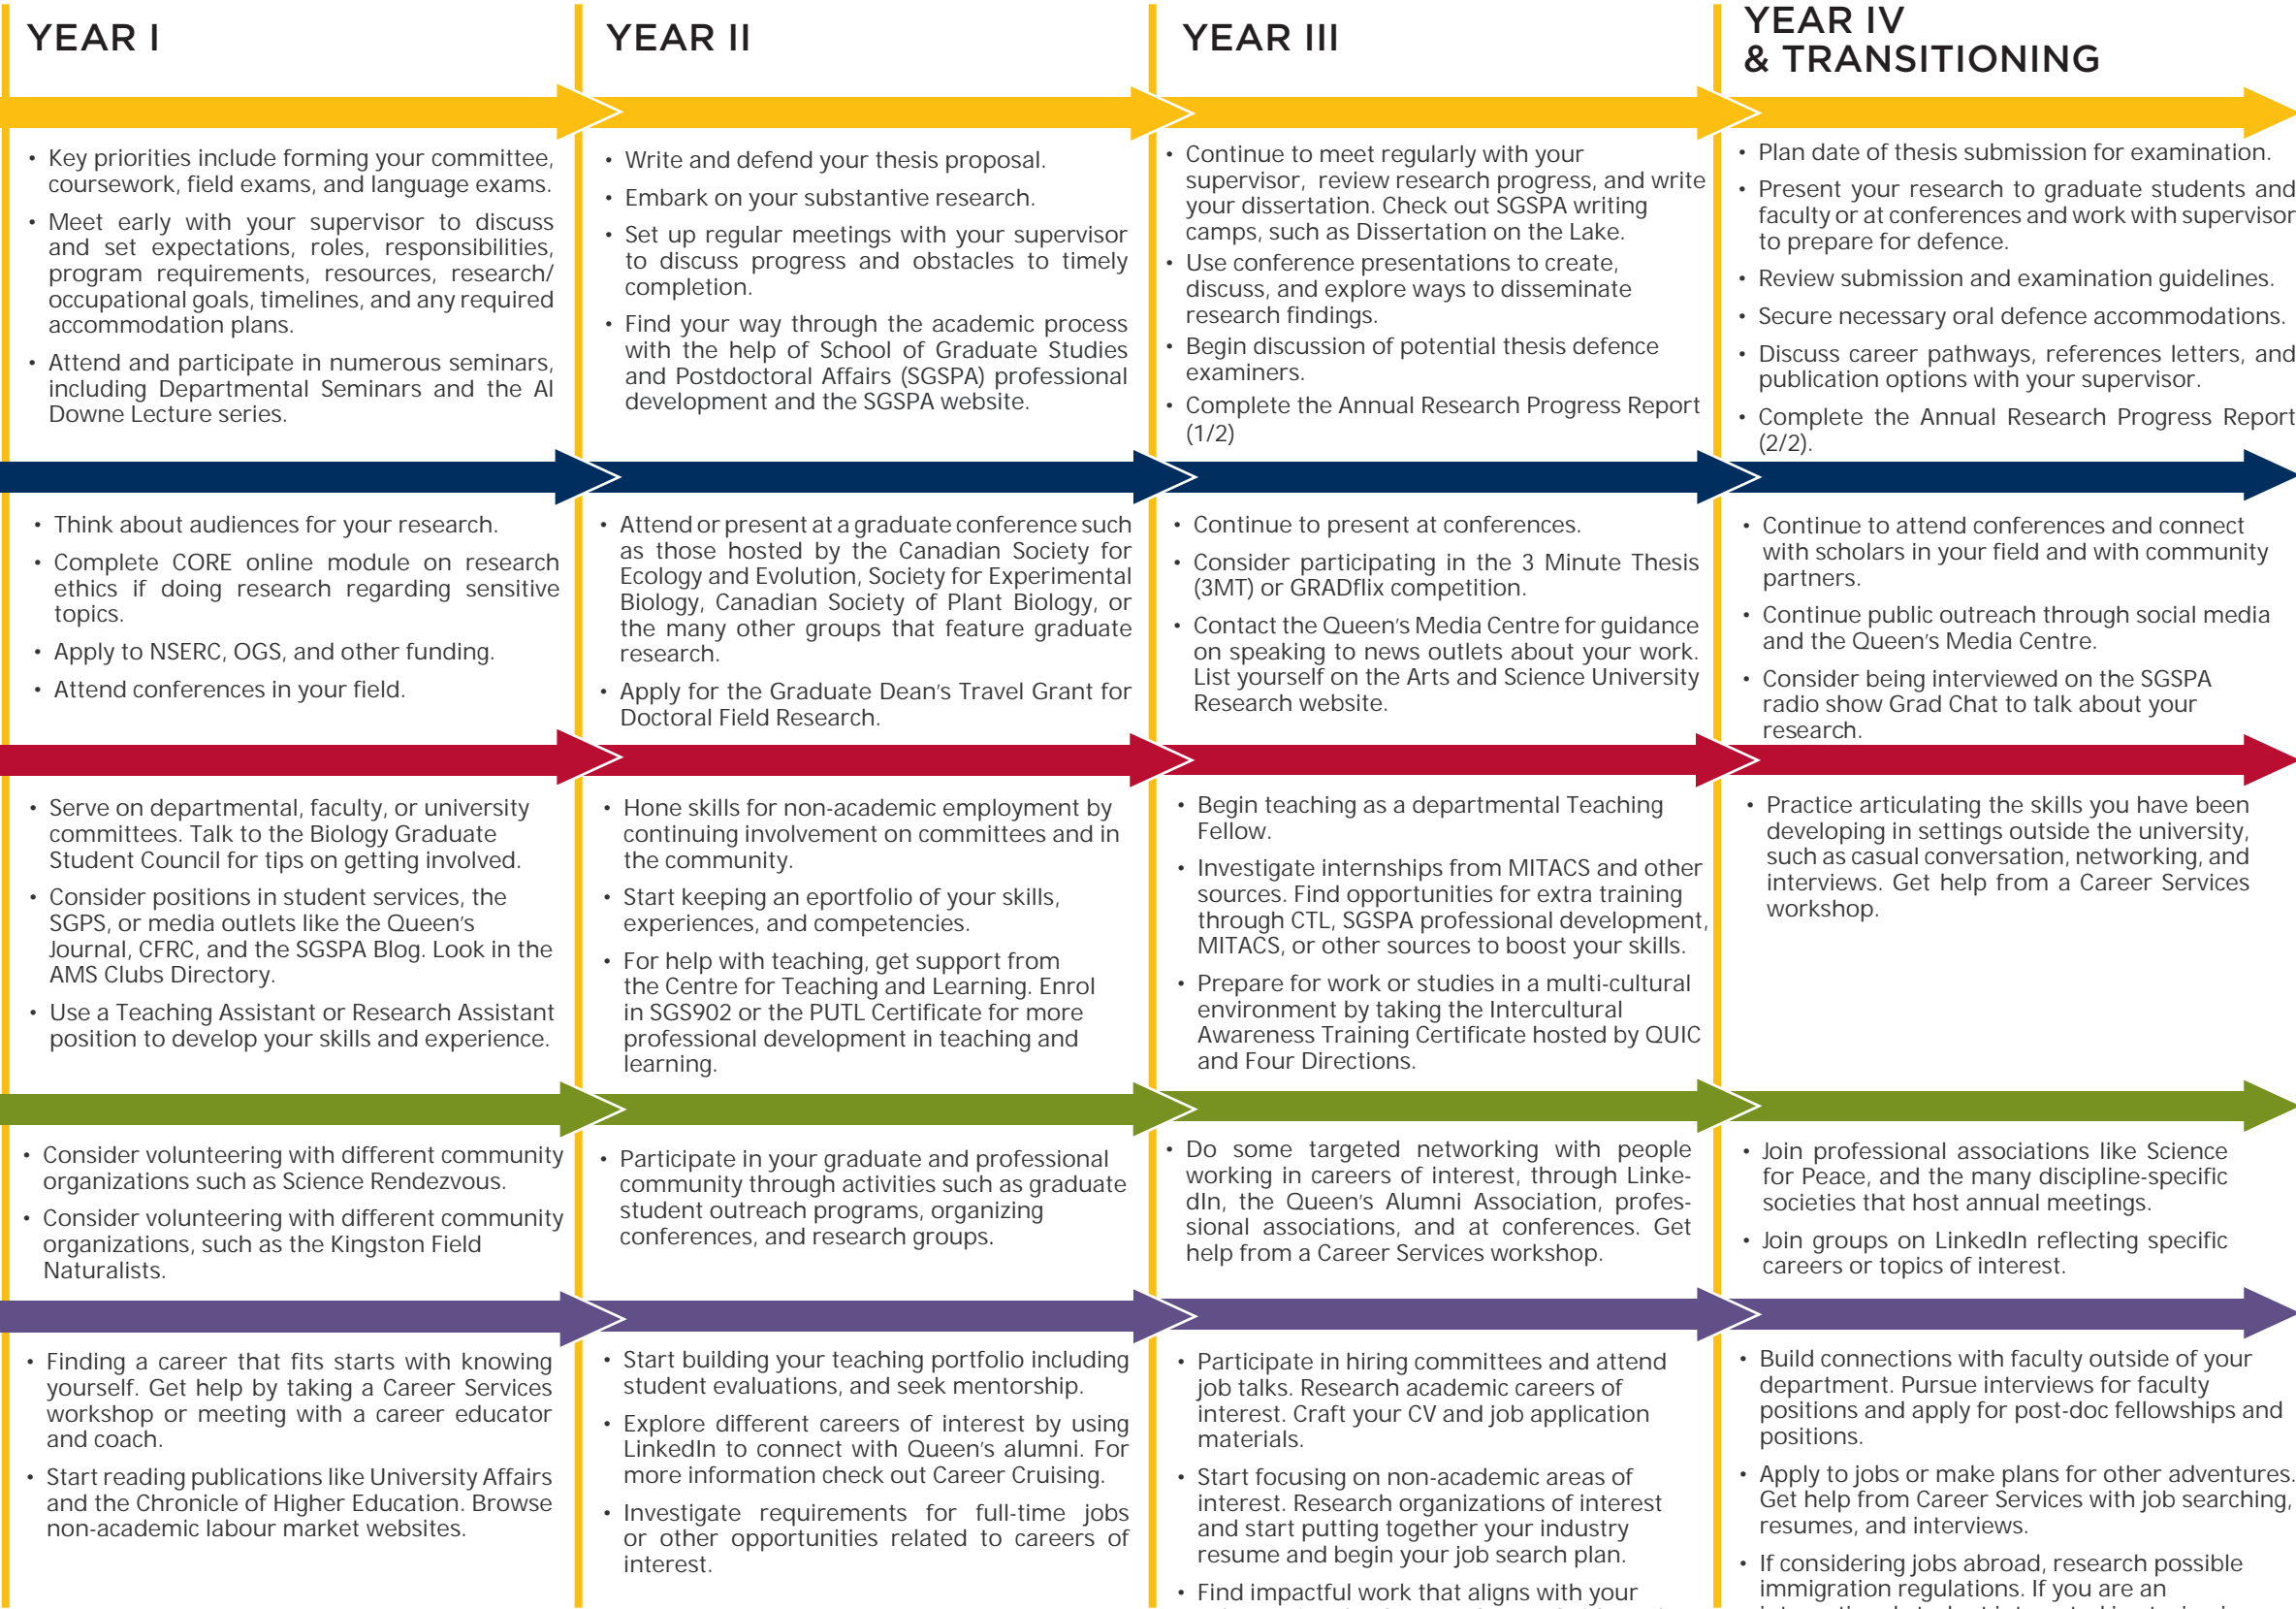 YEAR I
YEAR II
YEAR III
YEAR IV
& TRANSITIONING
• Key priorities include forming your committee,
coursework, field exams, and language exams.
• Meet early with your supervisor to discuss
and set expectations, roles, responsibilities,
program requirements, resources, research/
occupational goals, timelines, and any required
accommodation plans.
• Attend and participate in numerous seminars,
including Departmental Seminars and the Al
Downe Lecture series.
• Write and defend your thesis proposal.
• Embark on your substantive research.
• Set up regular meetings with your supervisor
to discuss progress and obstacles to timely
completion.
• Find your way through the academic process
with the help of School of Graduate Studies
and Postdoctoral Affairs (SGSPA) professional
development and the SGSPA website.
• Continue to meet regularly with your
supervisor, review research progress, and write
your dissertation. Check out SGSPA writing
camps, such as Dissertation on the Lake.
• Use conference presentations to create,
discuss, and explore ways to disseminate
research findings.
• Begin discussion of potential thesis defence
examiners.
• Complete the Annual Research Progress Report
(1/2)
• Plan date of thesis submission for examination.
• Present your research to graduate students and
faculty or at conferences and work with supervisor
to prepare for defence.
• Review submission and examination guidelines.
• Secure necessary oral defence accommodations.
• Discuss career pathways, references letters, and
publication options with your supervisor.
• Complete the Annual Research Progress Report
(2/2).
• Think about audiences for your research.
• Complete CORE online module on research
ethics if doing research regarding sensitive
topics.
• Apply to NSERC, OGS, and other funding.
• Attend conferences in your field.
• Attend or present at a graduate conference such
as those hosted by the Canadian Society for
Ecology and Evolution, Society for Experimental
Biology, Canadian Society of Plant Biology, or
the many other groups that feature graduate
research.
• Apply for the Graduate Dean's Travel Grant for
Doctoral Field Research.
• Continue to present at conferences.
• Consider participating in the 3 Minute Thesis
(3MT) or GRADflix competition.
• Contact the Queen's Media Centre for guidance
on speaking to news outlets about your work.
List yourself on the Arts and Science University
Research website.
• Continue to attend conferences and connect
with scholars in your field and with community
partners.
• Continue public outreach through social media
and the Queen's Media Centre.
• Consider being interviewed on the SGSPA
radio show Grad Chat to talk about your
research.
• Serve on departmental, faculty, or university
committees. Talk to the Biology Graduate
Student Council for tips on getting involved.
• Consider positions in student services, the
SGPS, or media outlets like the Queen's
Journal, CFRC, and the SGSPA Blog. Look in the
AMS Clubs Directory.
• Use a Teaching Assistant or Research Assistant
position to develop your skills and experience.
• Hone skills for non-academic employment by
continuing involvement on committees and in
the community.
• Start keeping an eportfolio of your skills,
experiences, and competencies.
• For help with teaching, get support from
the Centre for Teaching and Learning. Enrol
in SGS902 or the PUTL Certificate for more
professional development in teaching and
learning.
• Begin teaching as a departmental Teaching
Fellow.
• Investigate internships from MITACS and other
sources. Find opportunities for extra training
through CTL, SGSPA professional development,
MITACS, or other sources to boost your skills.
• Prepare for work or studies in a multi-cultural
environment by taking the Intercultural
Awareness Training Certificate hosted by QUIC
and Four Directions.
• Practice articulating the skills you have been
developing in settings outside the university,
such as casual conversation, networking, and
interviews. Get help from a Career Services
workshop.
• Consider volunteering with different community
organizations such as Science Rendezvous.
• Consider volunteering with different community
organizations, such as the Kingston Field
Naturalists.
• Participate in your graduate and professional
community through activities such as graduate
student outreach programs, organizing
conferences, and research groups.
• Do some targeted networking with people
working in careers of interest, through Linke-
dIn, the Queen's Alumni Association, profes-
sional associations, and at conferences. Get
help from a Career Services workshop.
• Join professional associations like Science
for Peace, and the many discipline-specific
societies that host annual meetings.
• Join groups on LinkedIn reflecting specific
careers or topics of interest.
• Finding a career that fits starts with knowing
yourself. Get help by taking a Career Services
workshop or meeting with a career educator
and coach.
• Start reading publications like University Affairs
and the Chronicle of Higher Education. Browse
non-academic labour market websites.
• Start building your teaching portfolio including
student evaluations, and seek mentorship.
• Explore different careers of interest by using
LinkedIn to connect with Queen's alumni. For
more information check out Career Cruising.
• Investigate requirements for full-time jobs
or other opportunities related to careers of
interest.
• Participate in hiring committees and attend
job talks. Research academic careers of
interest. Craft your CV and job application
materials.
• Start focusing on non-academic areas of
interest. Research organizations of interest
and start putting together your industry
resume and begin your job search plan.
• Find impactful work that aligns with your
• Build connections with faculty outside of your
department. Pursue interviews for faculty
positions and apply for post-doc fellowships and
positions.
• Apply to jobs or make plans for other adventures.
Get help from Career Services with job searching,
resumes, and interviews.
• If considering jobs abroad, research possible
immigration regulations. If you are an